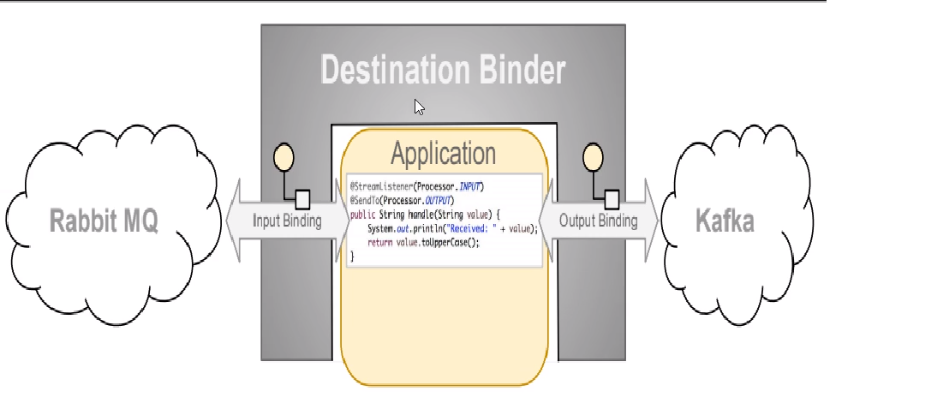 Destination Binder
Application
@StreamListener(Processor.INPUT)
@SendTo(Processor.OUTPUT)
public String handle(String value) {
System.out.println("Received: " + value);
return value.toUpperCase();
}
Rabbit MQ
Input Binding
Output Binding
Kafka